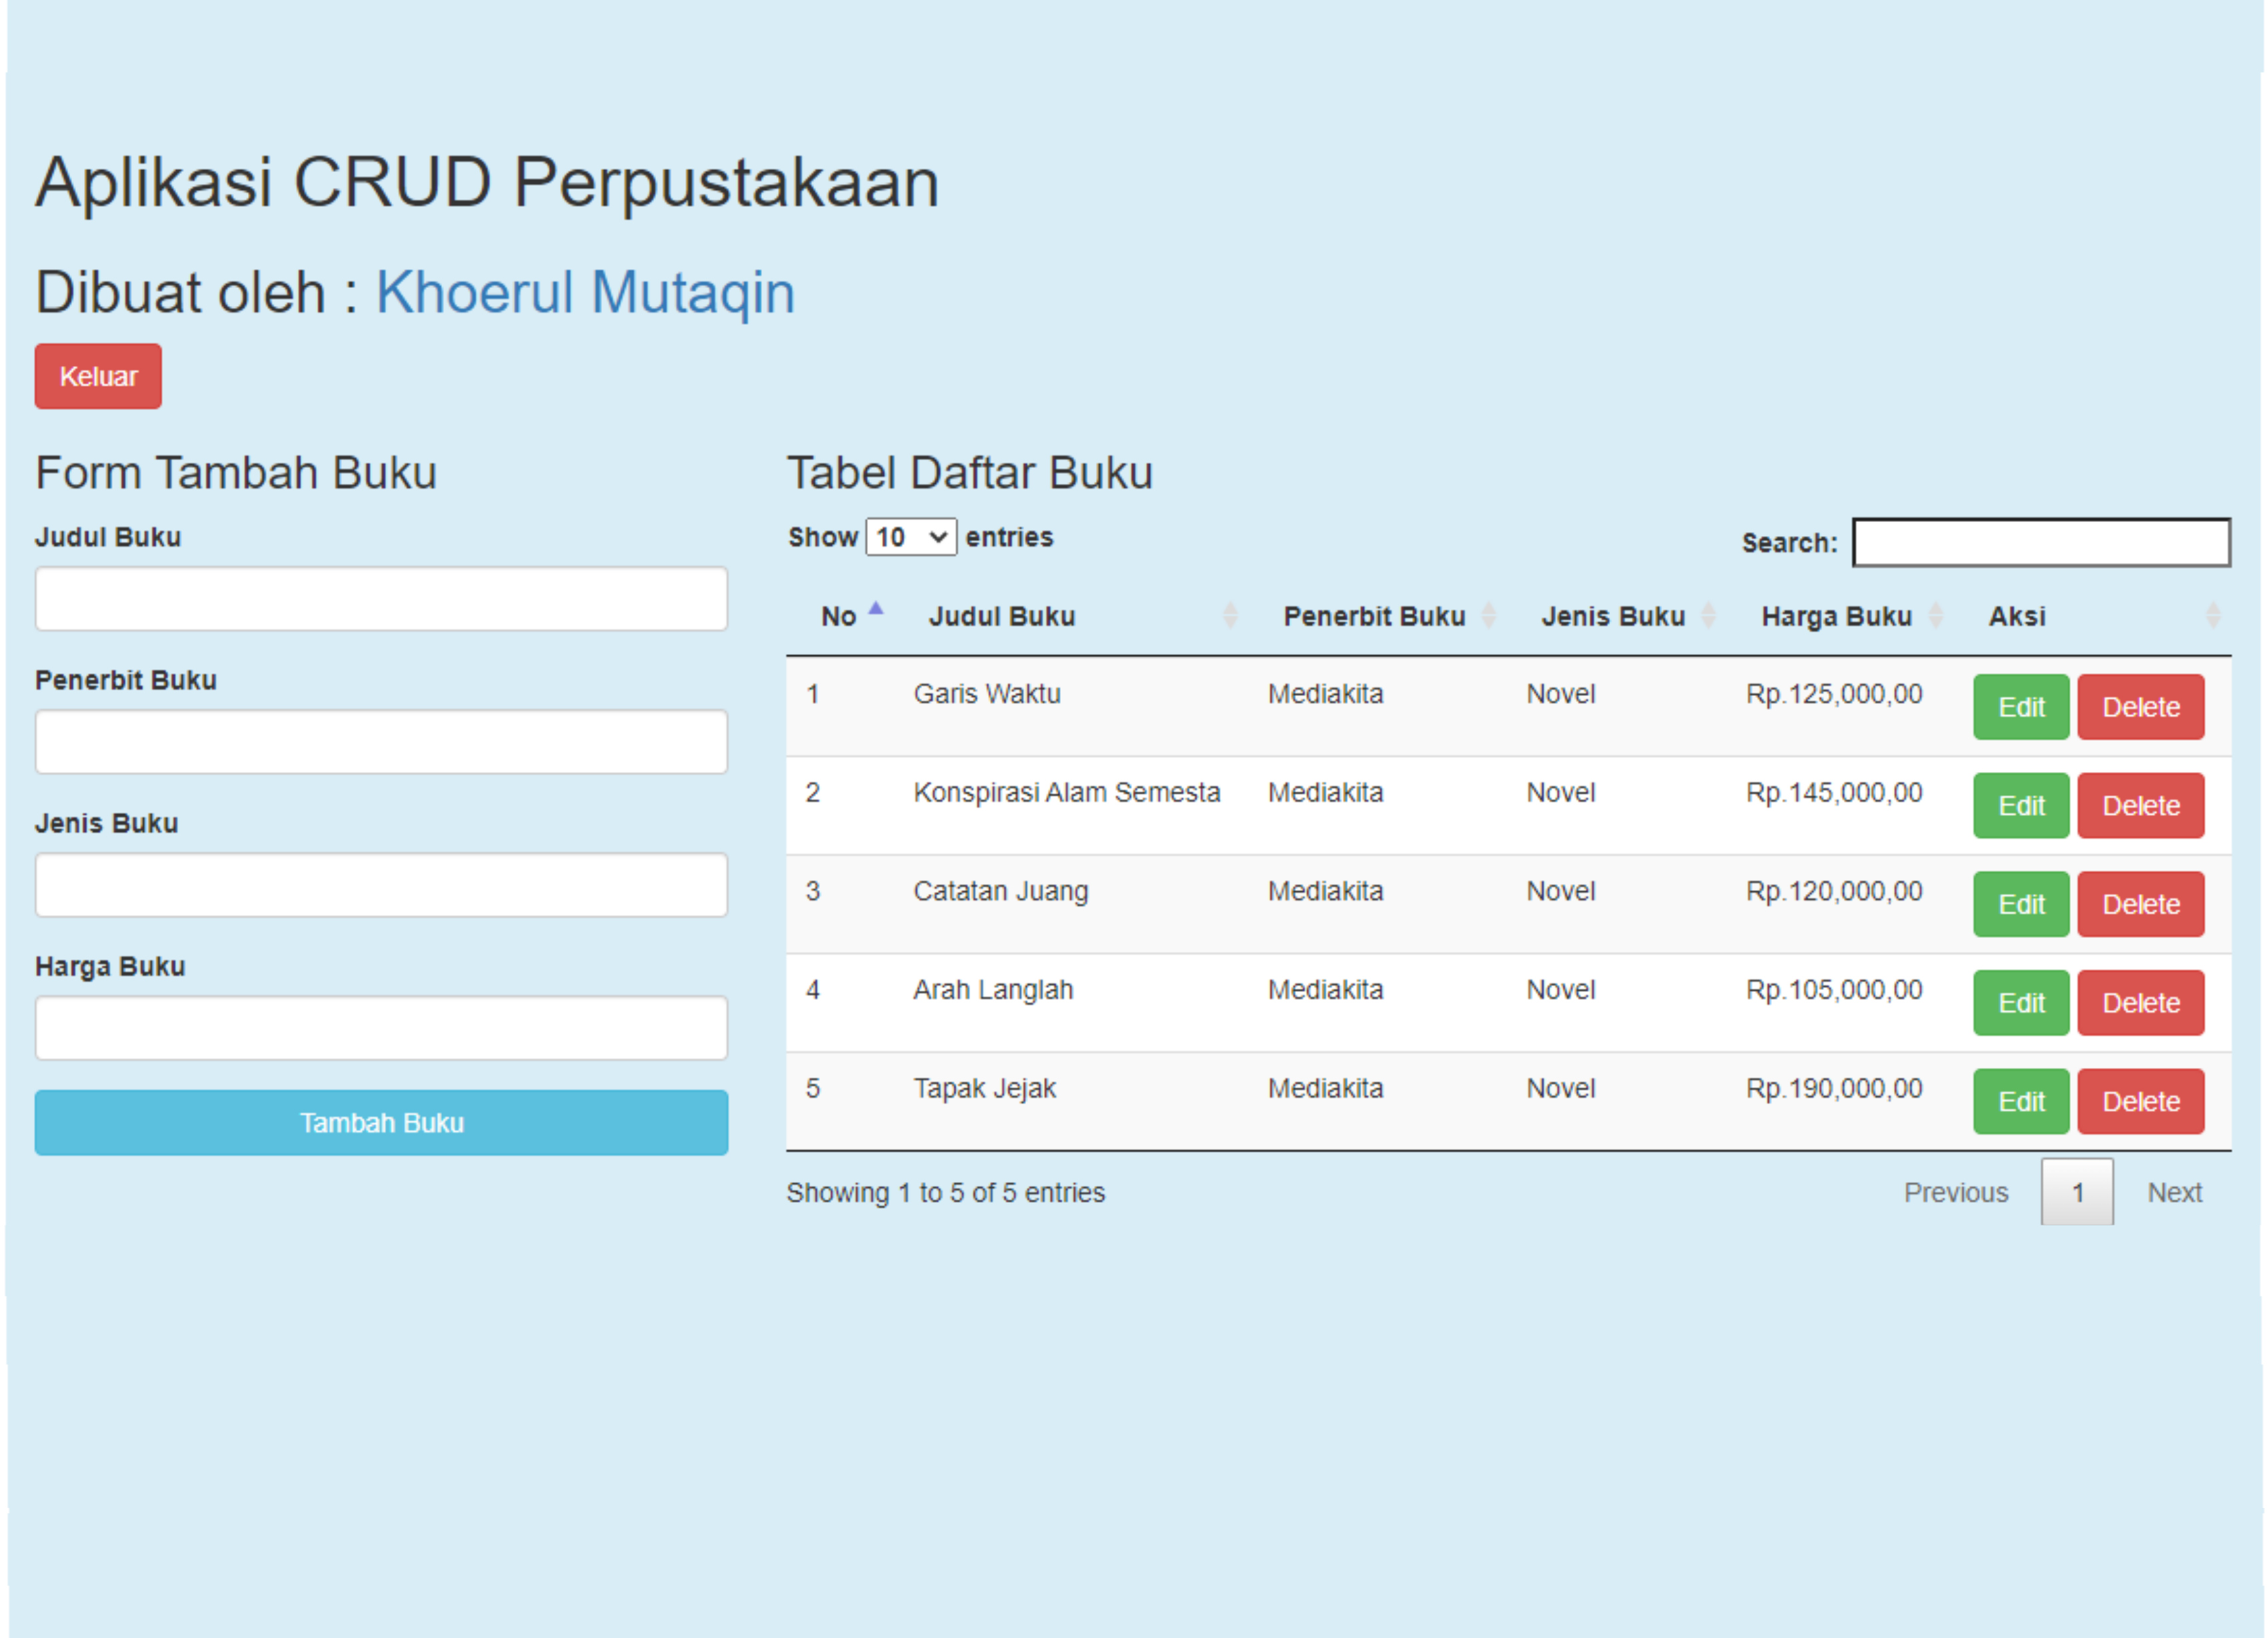 Aplikasi CRUD Perpustakaan
Dibuat oleh : Khoerul Mutaqin
Keluar
Form Tambah Buku
Judul Buku
Penerbit Buku
Jenis Buku
Harga Buku
Tambah Buku
Tabel Daftar Buku
Show 10 entries
Search:
No Judul Buku Penerbit Buku Jenis Buku Harga Buku Aksi
1 Garis Waktu Mediakita Novel Rp.125,000,00 Edit Delete
2 Konspirasi Alam Semesta Mediakita Novel Rp.145,000,00 Edit Delete
3 Catatan Juang Mediakita Novel Rp.120,000,00 Edit Delete
4 Arah Langlah Mediakita Novel Rp.105,000,00 Edit Delete
5 Tapak Jejak Mediakita Novel Rp.190,000,00 Edit Delete
Showing 1 to 5 of 5 entries
Previous 1 Next